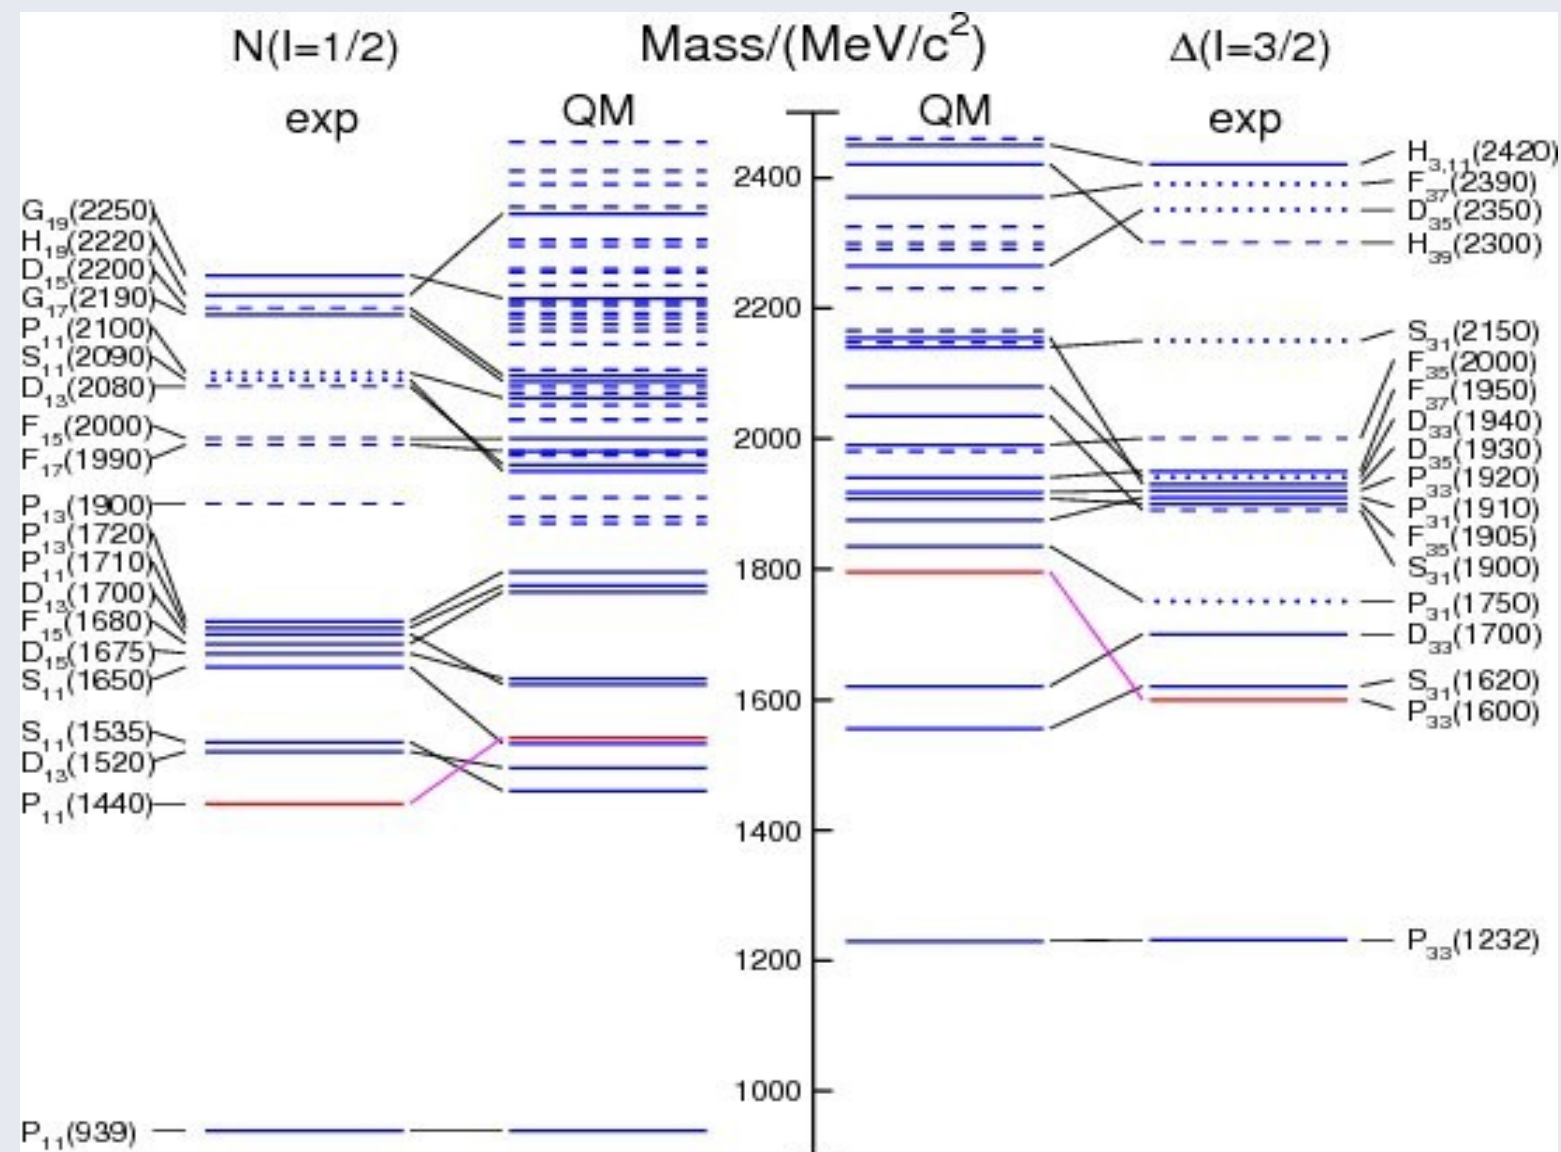 N(I=1/2) Mass/(MeV/c²) Δ(I=3/2)
exp QM QM exp
G₁₉(2250)
H₁₉(2220)
D₁₅(2200)
G₁₇(2190)
P₁₁(2100)
S₁₁(2090)
D₁₃(2080)
F₁₅(2000)
F₁₇(1990)
P₁₃(1900)
P₁₃(1720)
P₁₁(1710)
D₁₃(1700)
F₁₅(1680)
D₁₅(1675)
S₁₁(1650)
S₁₁(1535)
D₁₃(1520)
P₁₁(1440)
P₁₁(939)
2400
2200
2000
1800
1600
1400
1200
1000
H₃,₁₁(2420)
F₃₇(2390)
D₃₅(2350)
H₃₉(2300)
S₃₁(2150)
F₃₅(2000)
F₃₇(1950)
D₃₃(1940)
D₃₅(1930)
P₃₃(1920)
P₃₁(1910)
F₃₅(1905)
S₃₁(1900)
P₃₁(1750)
D₃₃(1700)
S₃₁(1620)
P₃₃(1600)
P₃₃(1232)